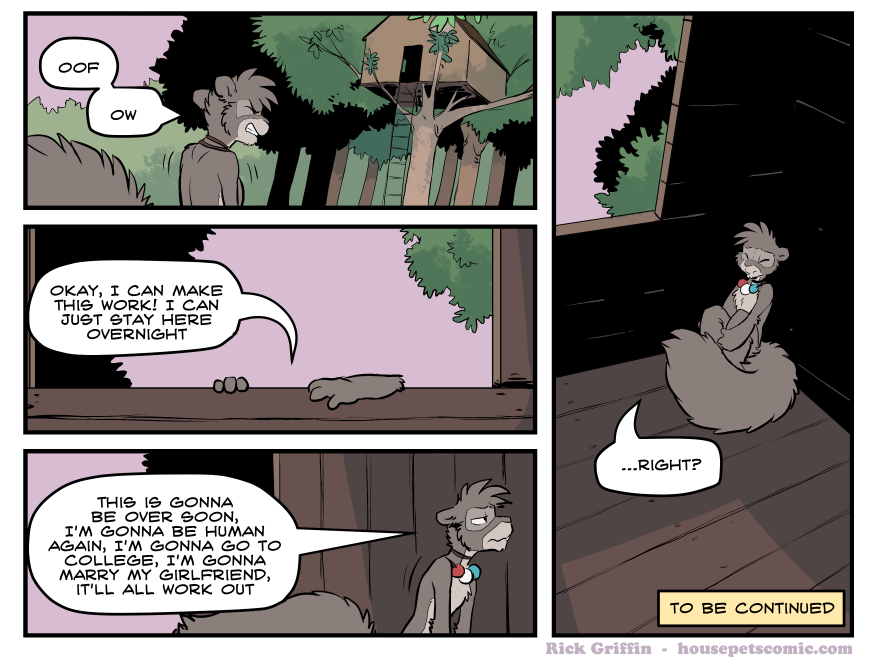 OOF
OW
OKAY, I CAN MAKE
THIS WORK! I CAN
JUST STAY HERE
OVERNIGHT
THIS IS GONNA
BE OVER SOON,
I'M GONNA BE HUMAN
AGAIN, I'M GONNA GO TO
COLLEGE, I'M GONNA
MARRY MY GIRLFRIEND,
IT'LL ALL WORK OUT
...RIGHT?
TO BE CONTINUED
Rick Griffin - housepetscomic.com